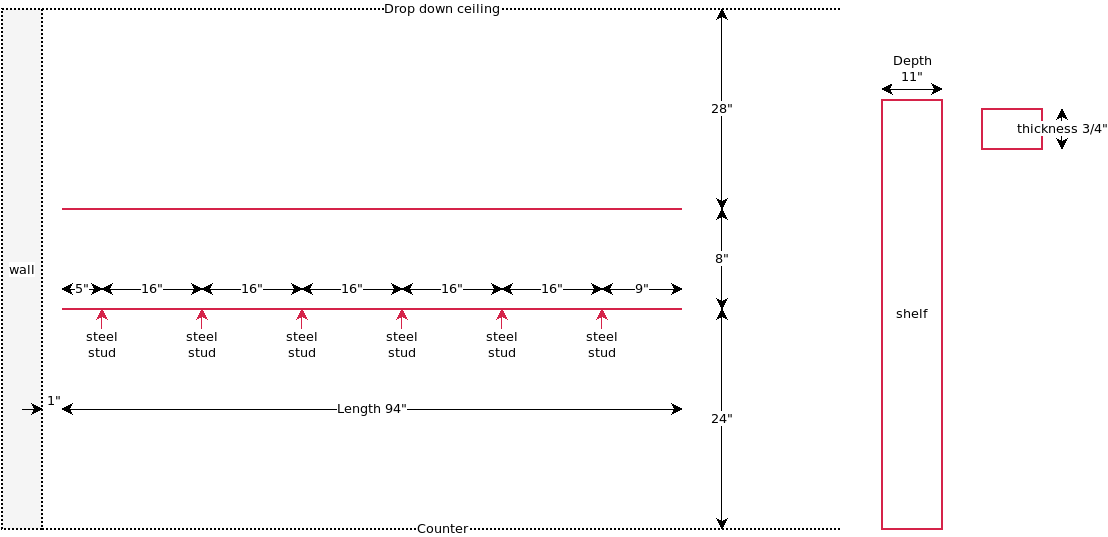 Drop down ceiling
Depth
11"
28"
thickness 3/4"
wall
8"
5"
16"
16"
16"
16"
16"
9"
shelf
steel
stud
steel
stud
steel
stud
steel
stud
steel
stud
steel
stud
1"
Length 94"
24"
Counter